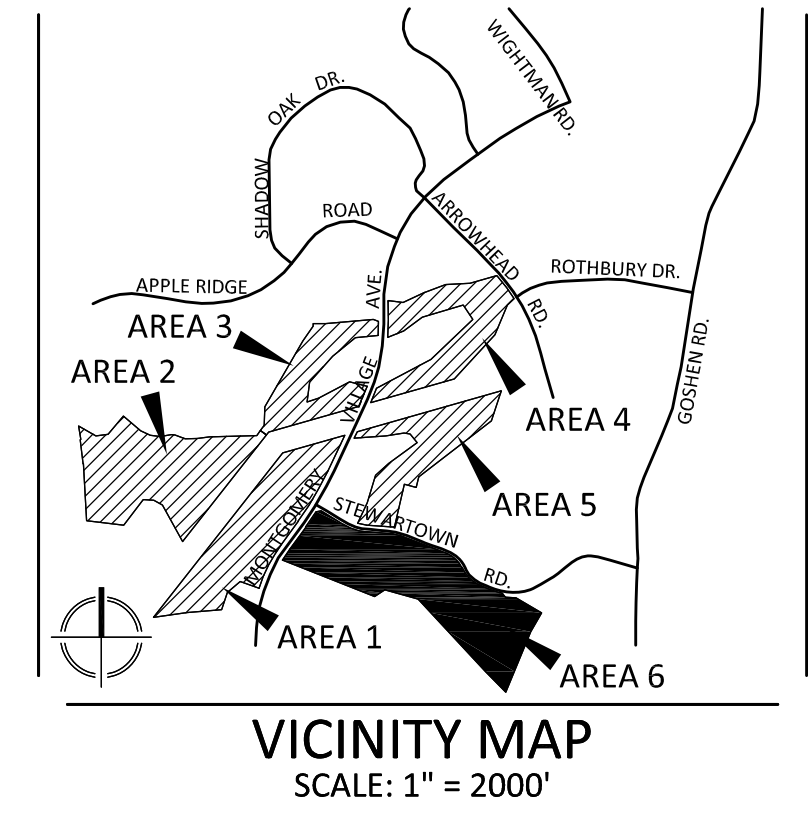 WIGHTMAN RD.
SHADOW OAK DR.
APPLE RIDGE ROAD
ARROWHEAD RD.
ROTHBURY DR.
GOSHEN RD.
MONTGOMERY VILLAGE AVE.
AREA 3
AREA 2
AREA 4
AREA 5
STEWARTOWN RD.
AREA 1
AREA 6
VICINITY MAP
SCALE: 1" = 2000'